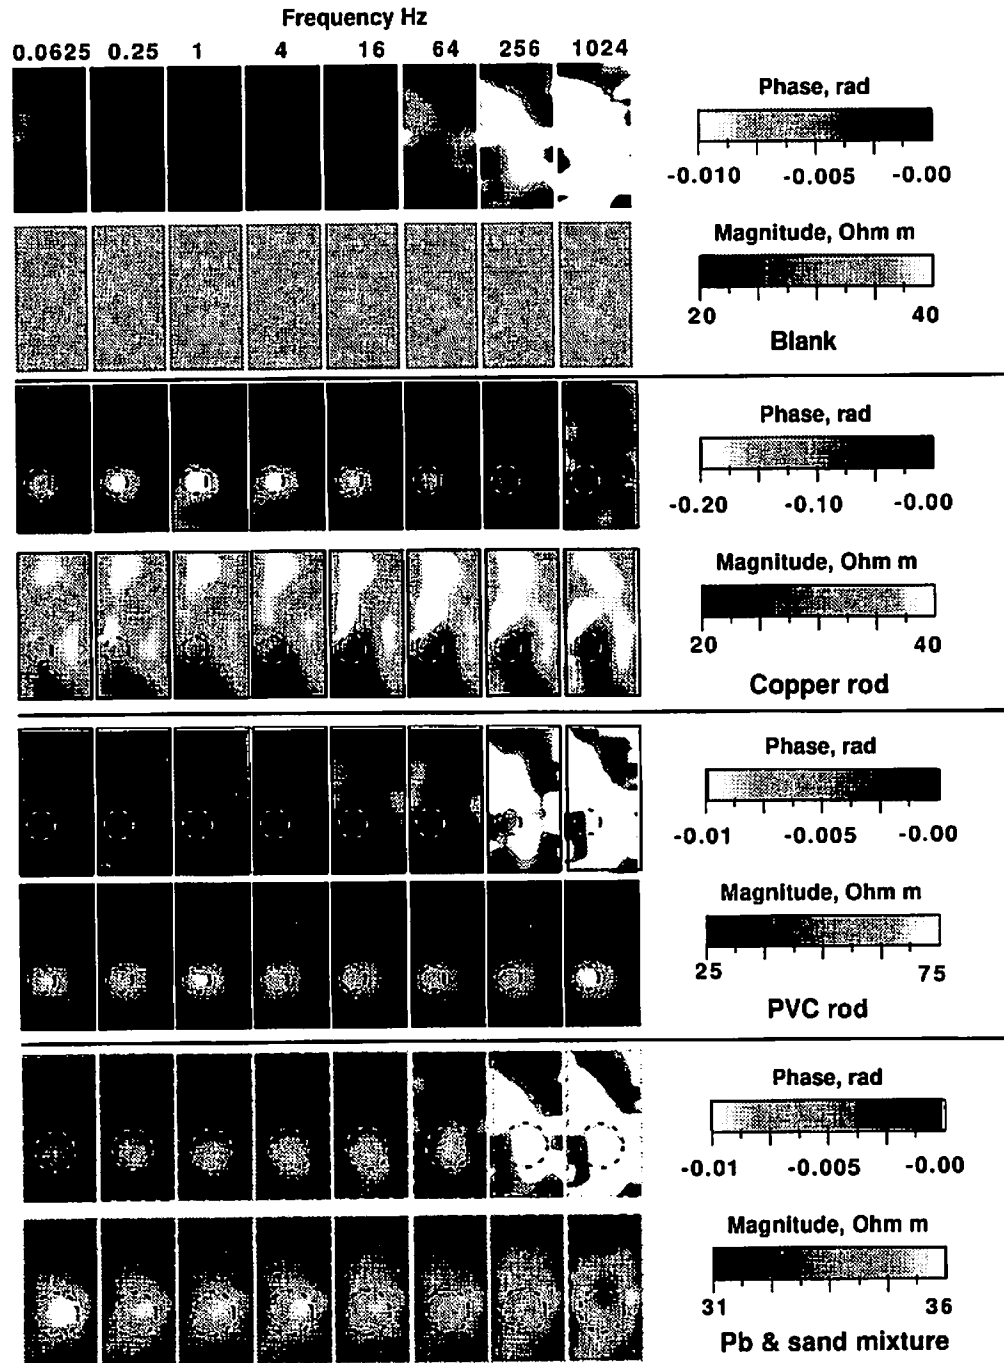 Frequency Hz
0.0625 0.25 1 4 16 64 256 1024
Phase, rad
-0.010 -0.005 -0.00
Magnitude, Ohm m
20 40
Blank
Phase, rad
-0.20 -0.10 -0.00
Magnitude, Ohm m
20 40
Copper rod
Phase, rad
-0.01 -0.005 -0.00
Magnitude, Ohm m
25 75
PVC rod
Phase, rad
-0.01 -0.005 -0.00
Magnitude, Ohm m
31 36
Pb & sand mixture